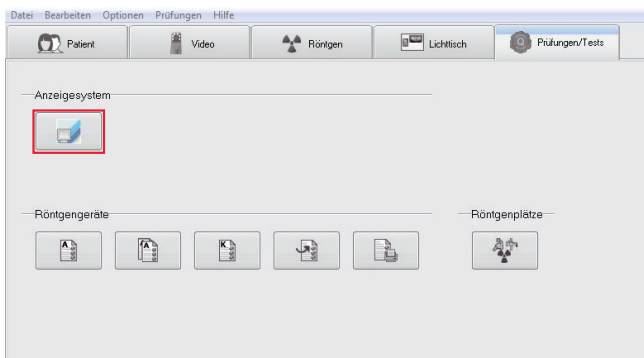 Datei Bearbeiten Optionen Prüfungen Hilfe
Patient Video Röntgen Lichttisch Prüfungen/Tests
Anzeigesystem
Röntgengeräte Röntgenplätze
A A K